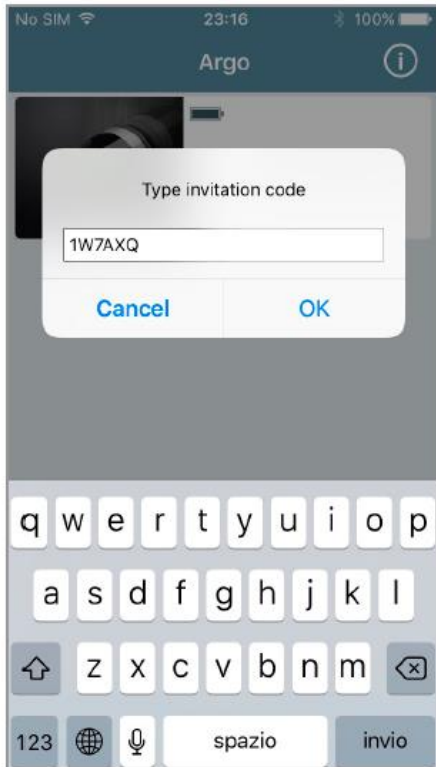 No SIM 23:16 100%
Argo
Type invitation code
1W7AXQ
Cancel OK
q w e r t y u i o p
a s d f g h j k l
z x c v b n m
123 spazio invio